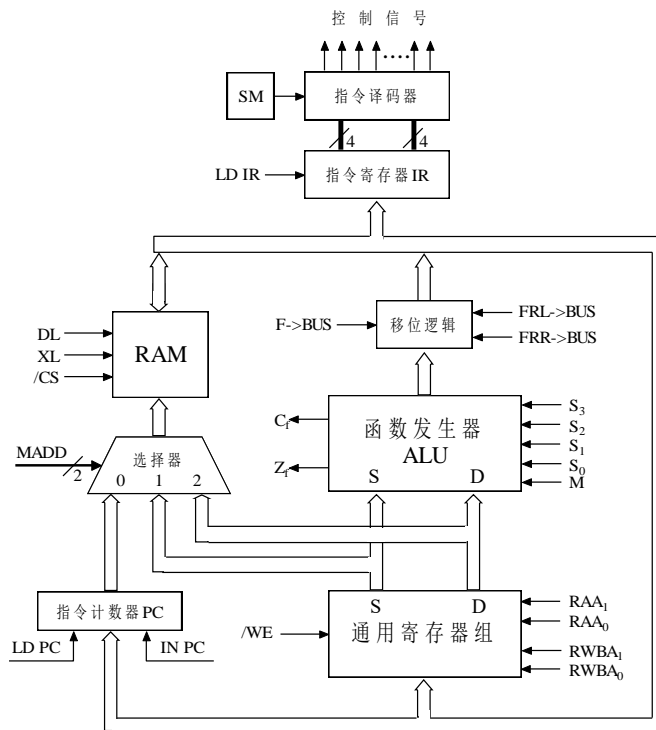 控制信号
SM
指令译码器
4
4
LD IR
指令寄存器IR
DL
XL
/CS
RAM
F->BUS
移位逻辑
FRL->BUS
FRR->BUS
MADD
2
选择器
0 1 2
C_f
Z_f
函数发生器
ALU
S D
S₃
S₂
S₁
S₀
M
指令计数器PC
LD PC
IN PC
S D
/WE
通用寄存器组
RAA₁
RAA₀
RWBA₁
RWBA₀